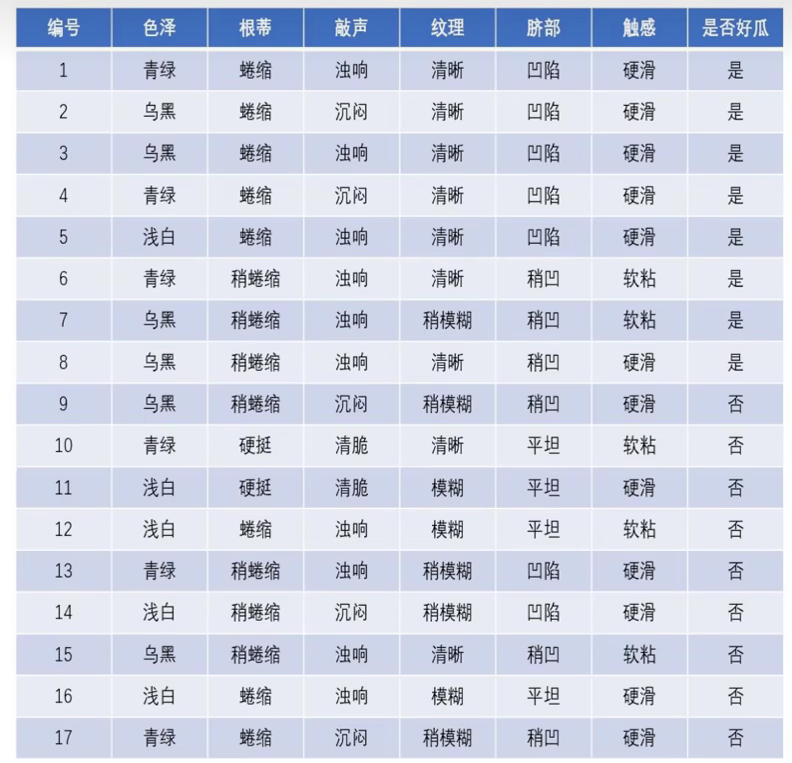 编号 色泽 根蒂 敲声 纹理 脐部 触感 是否好瓜
1 青绿 蜷缩 浊响 清晰 凹陷 硬滑 是
2 乌黑 蜷缩 沉闷 清晰 凹陷 硬滑 是
3 乌黑 蜷缩 浊响 清晰 凹陷 硬滑 是
4 青绿 蜷缩 沉闷 清晰 凹陷 硬滑 是
5 浅白 蜷缩 浊响 清晰 凹陷 硬滑 是
6 青绿 稍蜷缩 浊响 清晰 稍凹 软粘 是
7 乌黑 稍蜷缩 浊响 稍模糊 稍凹 软粘 是
8 乌黑 稍蜷缩 浊响 清晰 稍凹 硬滑 是
9 乌黑 稍蜷缩 沉闷 稍模糊 稍凹 硬滑 否
10 青绿 硬挺 清脆 清晰 平坦 软粘 否
11 浅白 硬挺 清脆 模糊 平坦 硬滑 否
12 浅白 蜷缩 浊响 模糊 平坦 软粘 否
13 青绿 稍蜷缩 浊响 稍模糊 凹陷 硬滑 否
14 浅白 稍蜷缩 沉闷 稍模糊 凹陷 硬滑 否
15 乌黑 稍蜷缩 浊响 清晰 稍凹 软粘 否
16 浅白 蜷缩 浊响 模糊 平坦 硬滑 否
17 青绿 蜷缩 沉闷 稍模糊 稍凹 硬滑 否